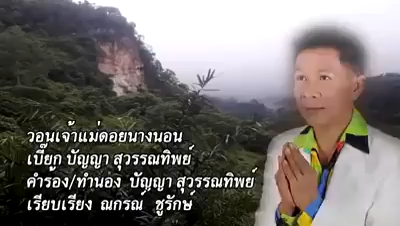 วอนเจ้าแม่ดอยนางนอน
เบี๊ยก บัญญา สุวรรณทิพย์
คำร้อง/ทำนอง บัญญา สุวรรณทิพย์
เรียบเรียง ณกรณ์ ชูรักษ์